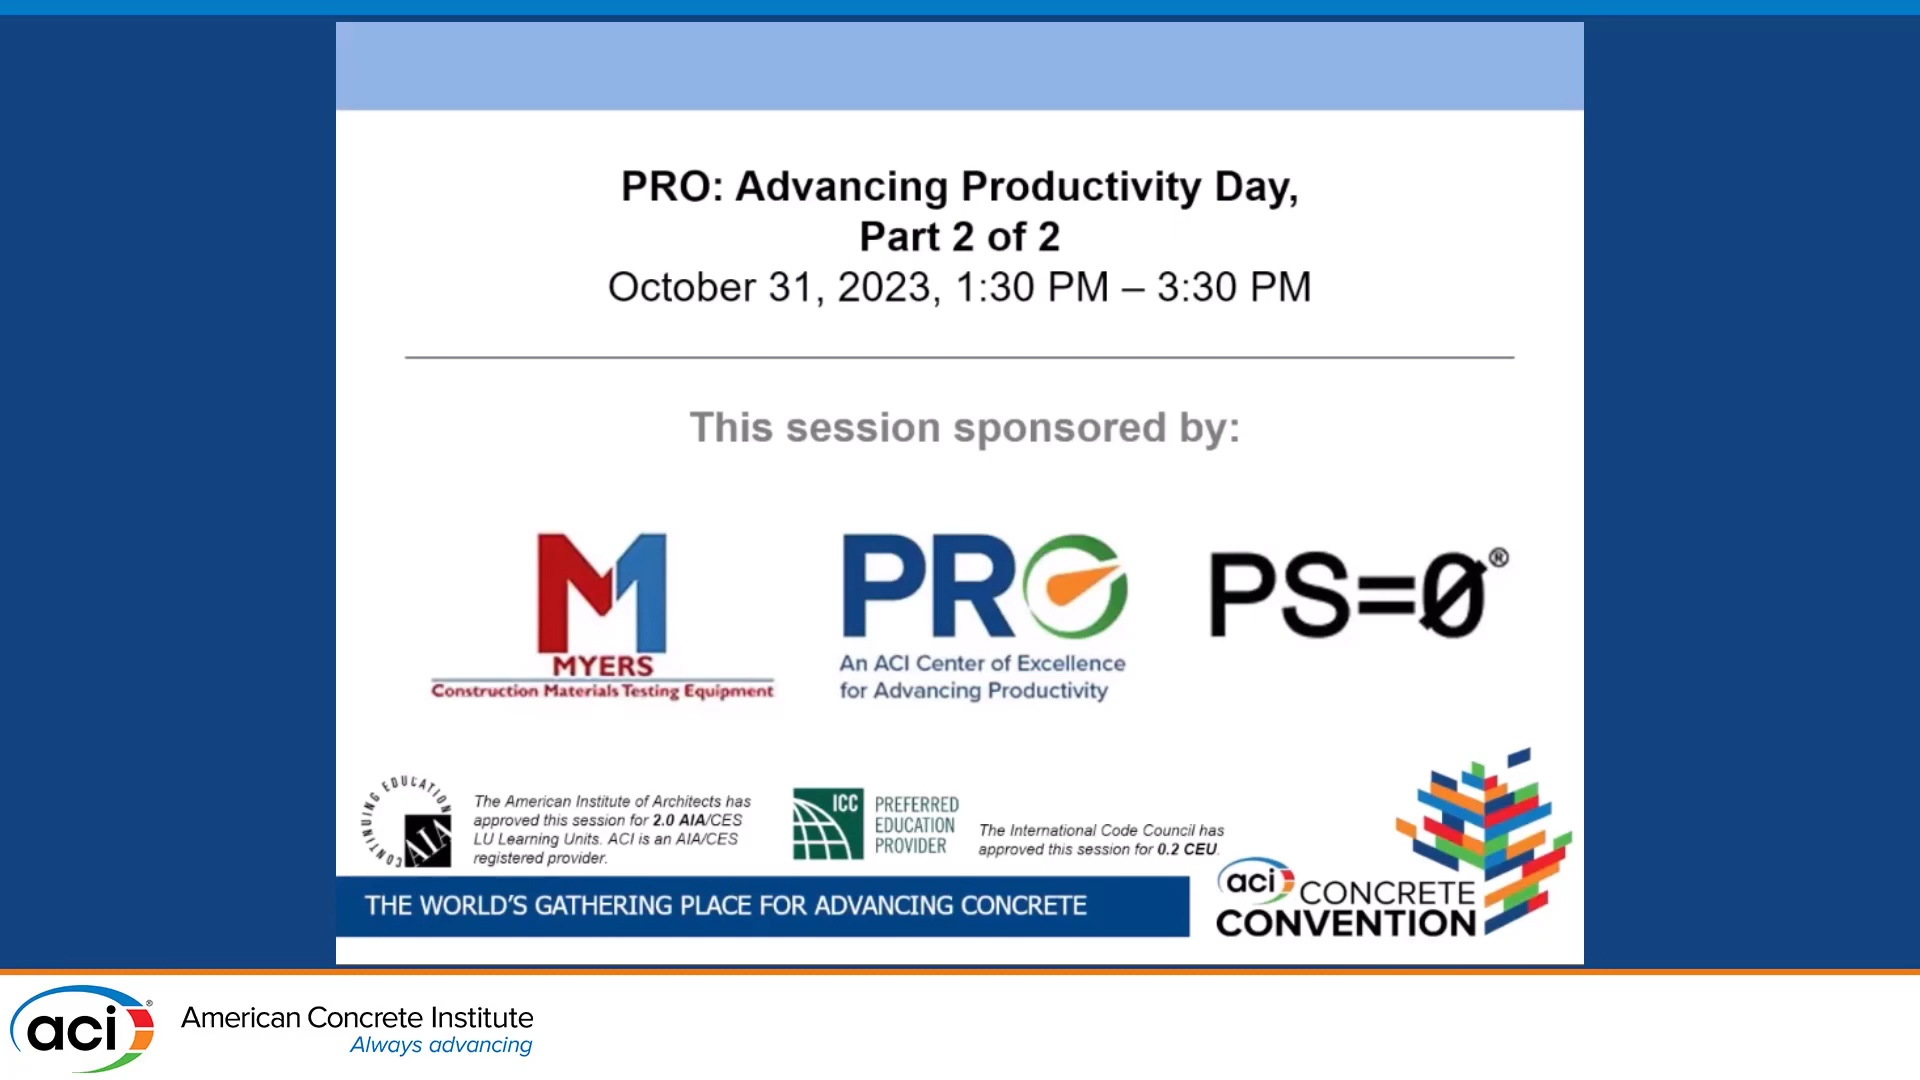 PRO: Advancing Productivity Day,
Part 2 of 2
October 31, 2023, 1:30 PM – 3:30 PM
This session sponsored by:
MYERS
Construction Materials Testing Equipment
PRO
An ACI Center of Excellence
for Advancing Productivity
PS=0®
CONTINUING EDUCATION
AIA
The American Institute of Architects has
approved this session for 2.0 AIA/CES
LU Learning Units. ACI is an AIA/CES
registered provider.
ICC
PREFERRED
EDUCATION
PROVIDER
The International Code Council has
approved this session for 0.2 CEU.
THE WORLD'S GATHERING PLACE FOR ADVANCING CONCRETE
aci CONCRETE
CONVENTION
aci®
American Concrete Institute
Always advancing